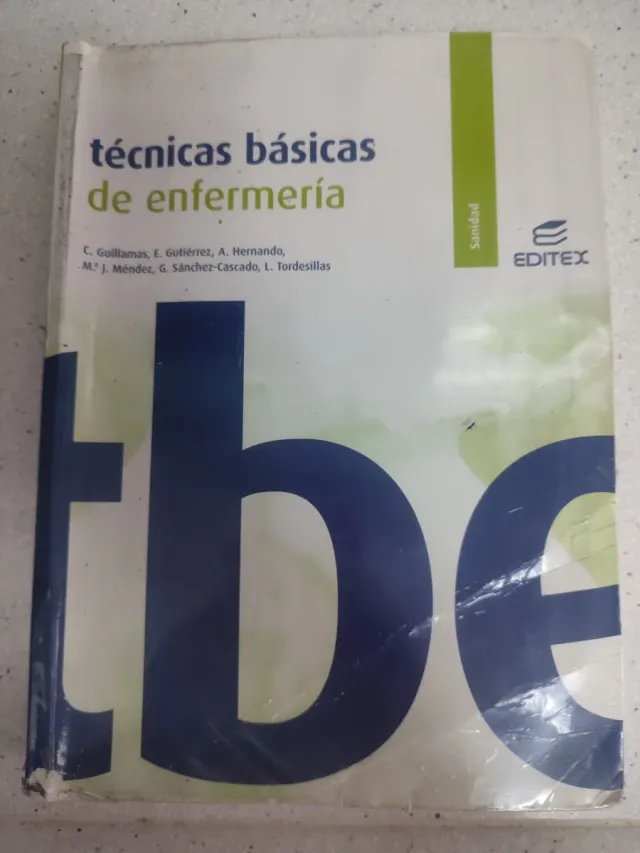 técnicas básicas
de enfermería
C. Guillamas, E. Gutiérrez, A. Hernando,
M.ª J. Méndez, G. Sánchez-Cascado, L. Tordesillas
Sanidad
EDITEX
tbe